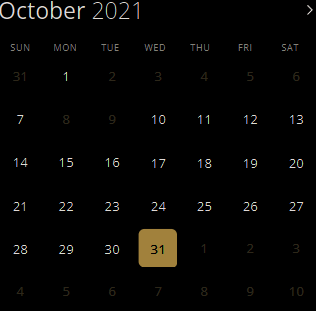 October 2021
SUN MON TUE WED THU FRI SAT
31 1 2 3 4 5 6
7 8 9 10 11 12 13
14 15 16 17 18 19 20
21 22 23 24 25 26 27
28 29 30 31 1 2 3
4 5 6 7 8 9 10